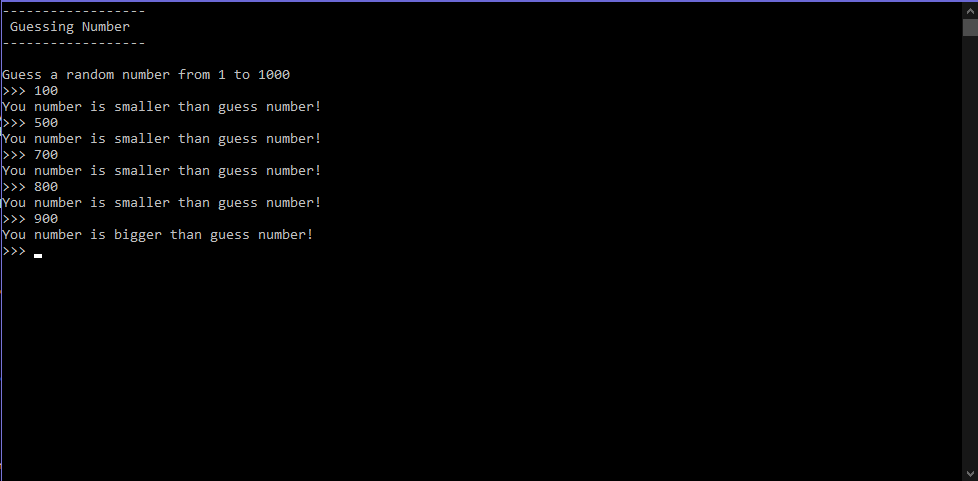 ------------------
Guessing Number
------------------
Guess a random number from 1 to 1000
>>> 100
You number is smaller than guess number!
>>> 500
You number is smaller than guess number!
>>> 700
You number is smaller than guess number!
>>> 800
You number is smaller than guess number!
>>> 900
You number is bigger than guess number!
>>>